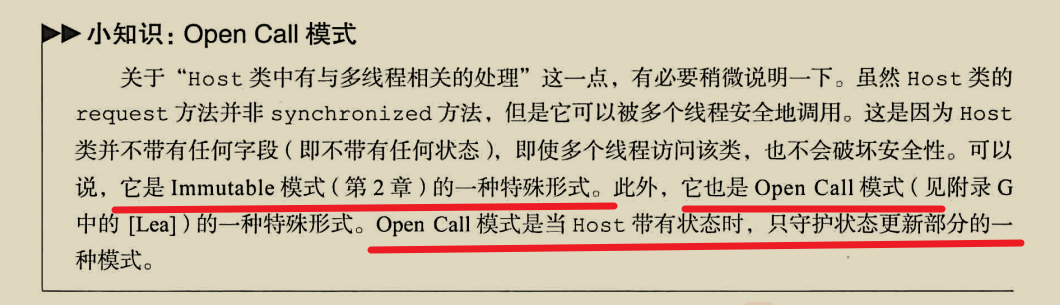 ▶▶ 小知识：Open Call 模式
关于“Host 类中有与多线程相关的处理”这一点，有必要稍微说明一下。虽然 Host 类的
request 方法并非 synchronized 方法，但是它可以被多个线程安全地调用。这是因为 Host
类并不带有任何字段（即不带有任何状态），即使多个线程访问该类，也不会破坏安全性。可以
说，它是 Immutable 模式（第 2 章）的一种特殊形式。此外，它也是 Open Call 模式（见附录 G
中的 [Lea]）的一种特殊形式。Open Call 模式是当 Host 带有状态时，只守护状态更新部分的一
种模式。